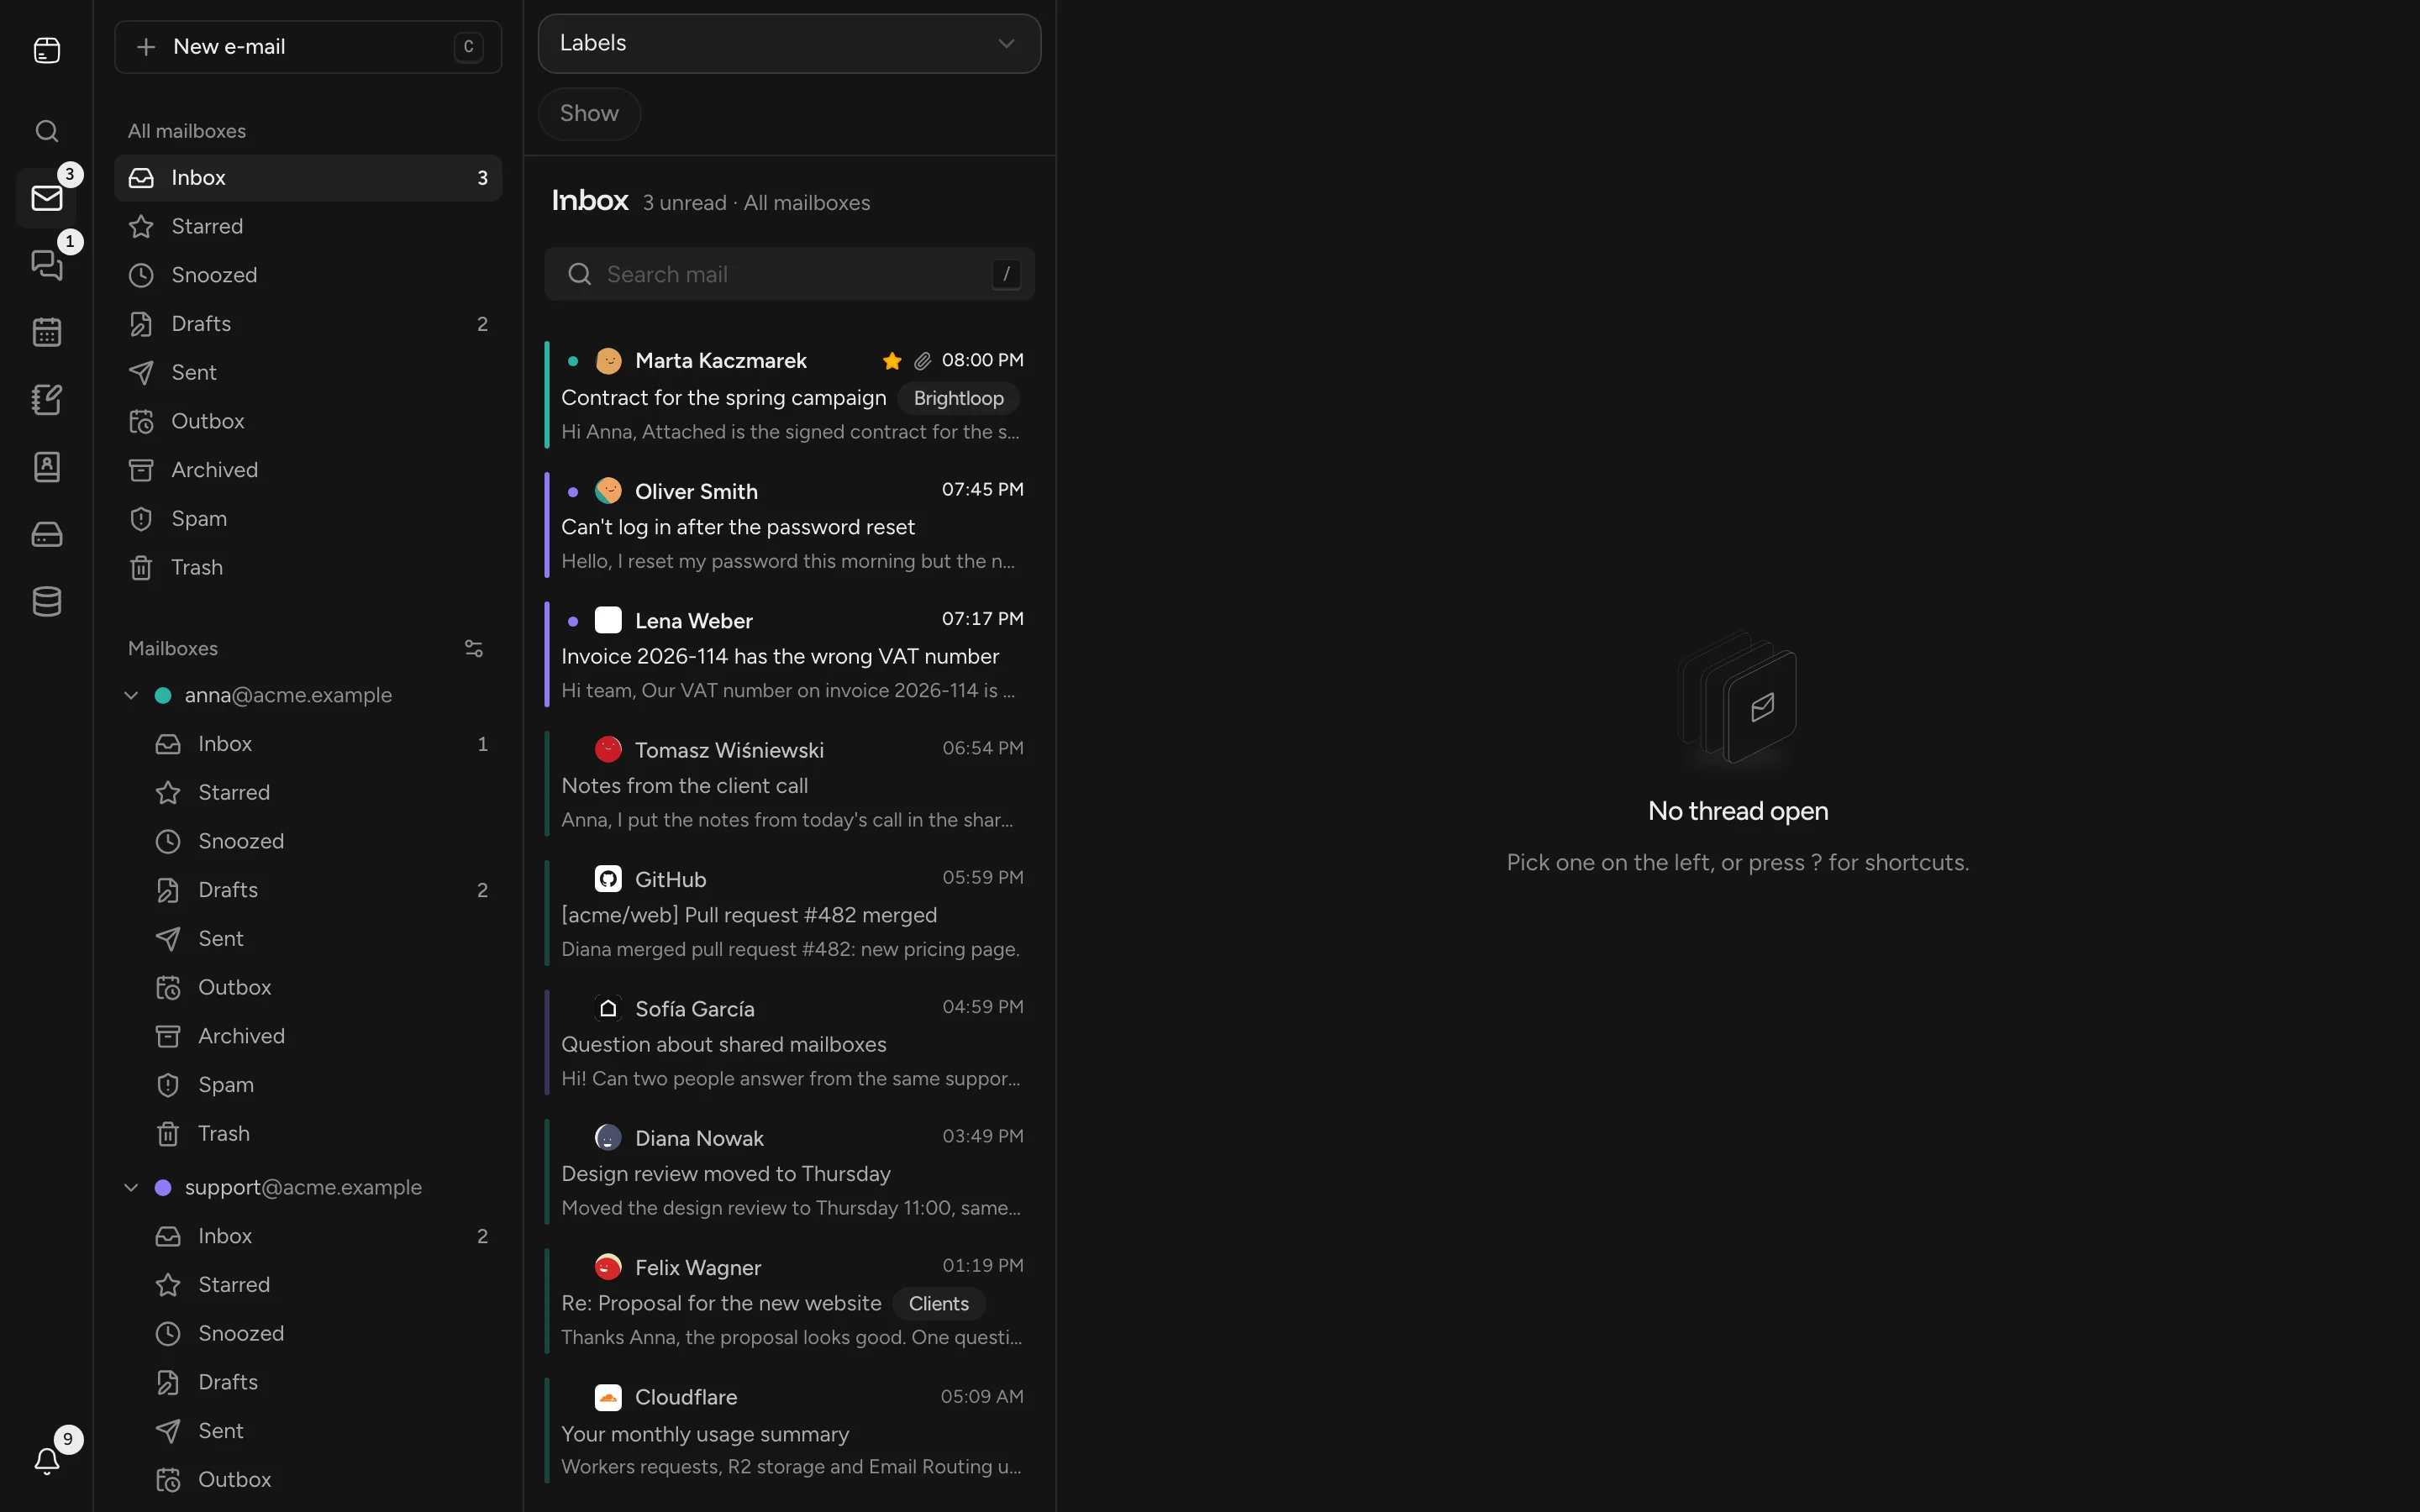 New e-mail
C
All mailboxes
Inbox 3
Starred
Snoozed
Drafts 2
Sent
Outbox
Archived
Spam
Trash
Mailboxes
anna@acme.example
Inbox 1
Starred
Snoozed
Drafts 2
Sent
Outbox
Archived
Spam
Trash
support@acme.example
Inbox 2
Starred
Snoozed
Drafts
Sent
Outbox
3
1
9
Labels
Show
Inbox 3 unread · All mailboxes
Search mail /
Marta Kaczmarek 08:00 PM
Contract for the spring campaign Brightloop
Hi Anna, Attached is the signed contract for the s...
Oliver Smith 07:45 PM
Can't log in after the password reset
Hello, I reset my password this morning but the n...
Lena Weber 07:17 PM
Invoice 2026-114 has the wrong VAT number
Hi team, Our VAT number on invoice 2026-114 is ...
Tomasz Wiśniewski 06:54 PM
Notes from the client call
Anna, I put the notes from today's call in the shar...
GitHub 05:59 PM
[acme/web] Pull request #482 merged
Diana merged pull request #482: new pricing page.
Sofía García 04:59 PM
Question about shared mailboxes
Hi! Can two people answer from the same suppor...
Diana Nowak 03:49 PM
Design review moved to Thursday
Moved the design review to Thursday 11:00, same...
Felix Wagner 01:19 PM
Re: Proposal for the new website Clients
Thanks Anna, the proposal looks good. One questi...
Cloudflare 05:09 AM
Your monthly usage summary
Workers requests, R2 storage and Email Routing u...
No thread open
Pick one on the left, or press ? for shortcuts.